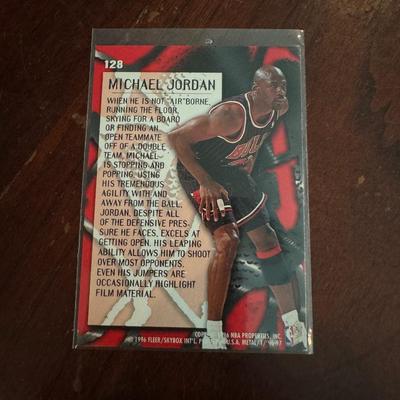 128
MICHAEL JORDAN
WHEN HE IS NOT "AIR"BORNE,
RUNNING THE FLOOR,
SKYING FOR A BOARD
OR FINDING AN
OPEN TEAMMATE
OFF OF A DOUBLE
TEAM, MICHAEL
IS STOPPING AND
POPPING, USING
HIS TREMENDOUS
AGILITY WITH AND
AWAY FROM THE BALL.
JORDAN, DESPITE ALL
OF THE DEFENSIVE PRES-
SURE HE FACES, EXCELS AT
GETTING OPEN. HIS LEAPING
ABILITY ALLOWS HIM TO SHOOT
OVER MOST OPPONENTS.
EVEN HIS JUMPERS ARE
OCCASIONALLY HIGHLIGHT
FILM MATERIAL.
BULLS
NBA PROPERTIES, INC.
1996 FLEER/SKYBOX INT'L. U.S.A. METAL